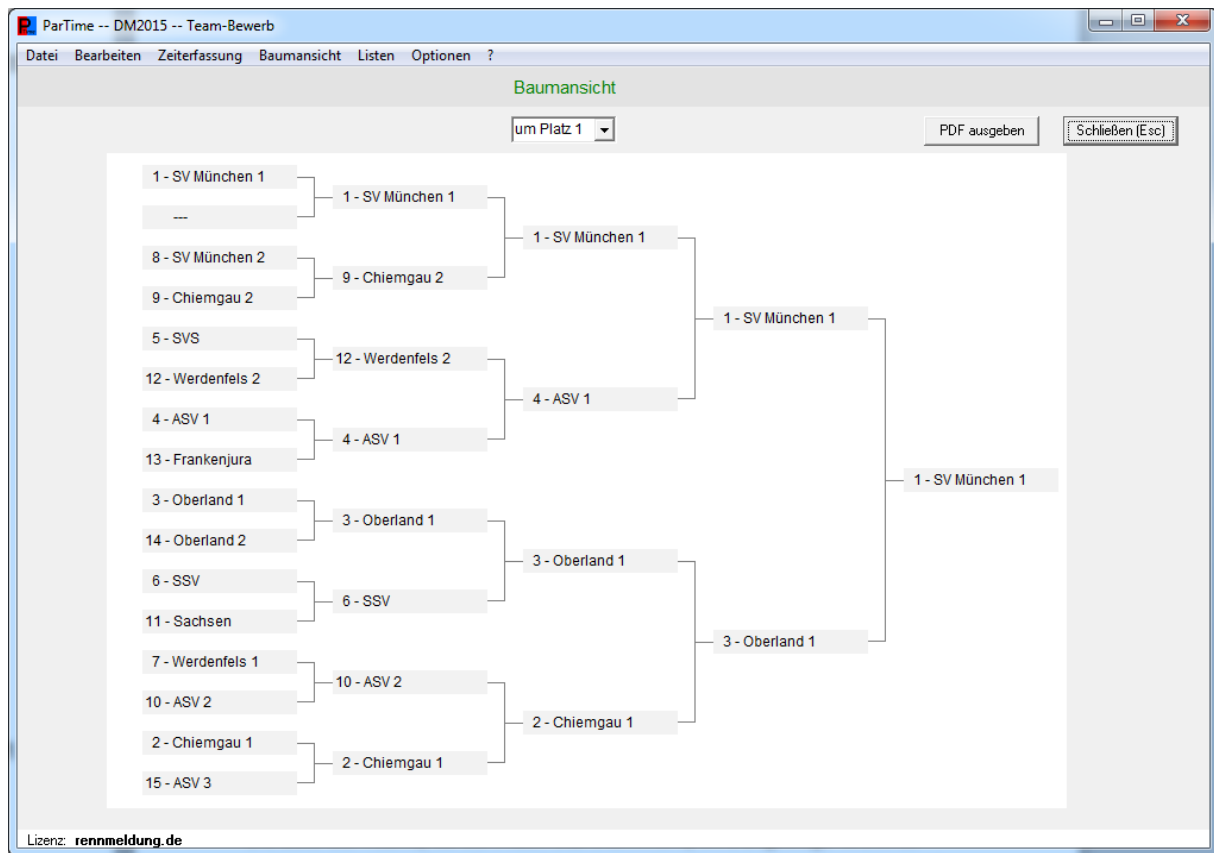 ParTime -- DM2015 -- Team-Bewerb
Datei Bearbeiten Zeiterfassung Baumansicht Listen Optionen ?
Baumansicht
um Platz 1
PDF ausgeben
Schließen (Esc)
1 - SV München 1
---
8 - SV München 2
9 - Chiemgau 2
5 - SVS
12 - Werdenfels 2
4 - ASV 1
13 - Frankenjura
3 - Oberland 1
14 - Oberland 2
6 - SSV
11 - Sachsen
7 - Werdenfels 1
10 - ASV 2
2 - Chiemgau 1
15 - ASV 3
1 - SV München 1
9 - Chiemgau 2
12 - Werdenfels 2
4 - ASV 1
3 - Oberland 1
6 - SSV
10 - ASV 2
2 - Chiemgau 1
1 - SV München 1
4 - ASV 1
3 - Oberland 1
2 - Chiemgau 1
1 - SV München 1
3 - Oberland 1
1 - SV München 1
Lizenz: rennmeldung.de